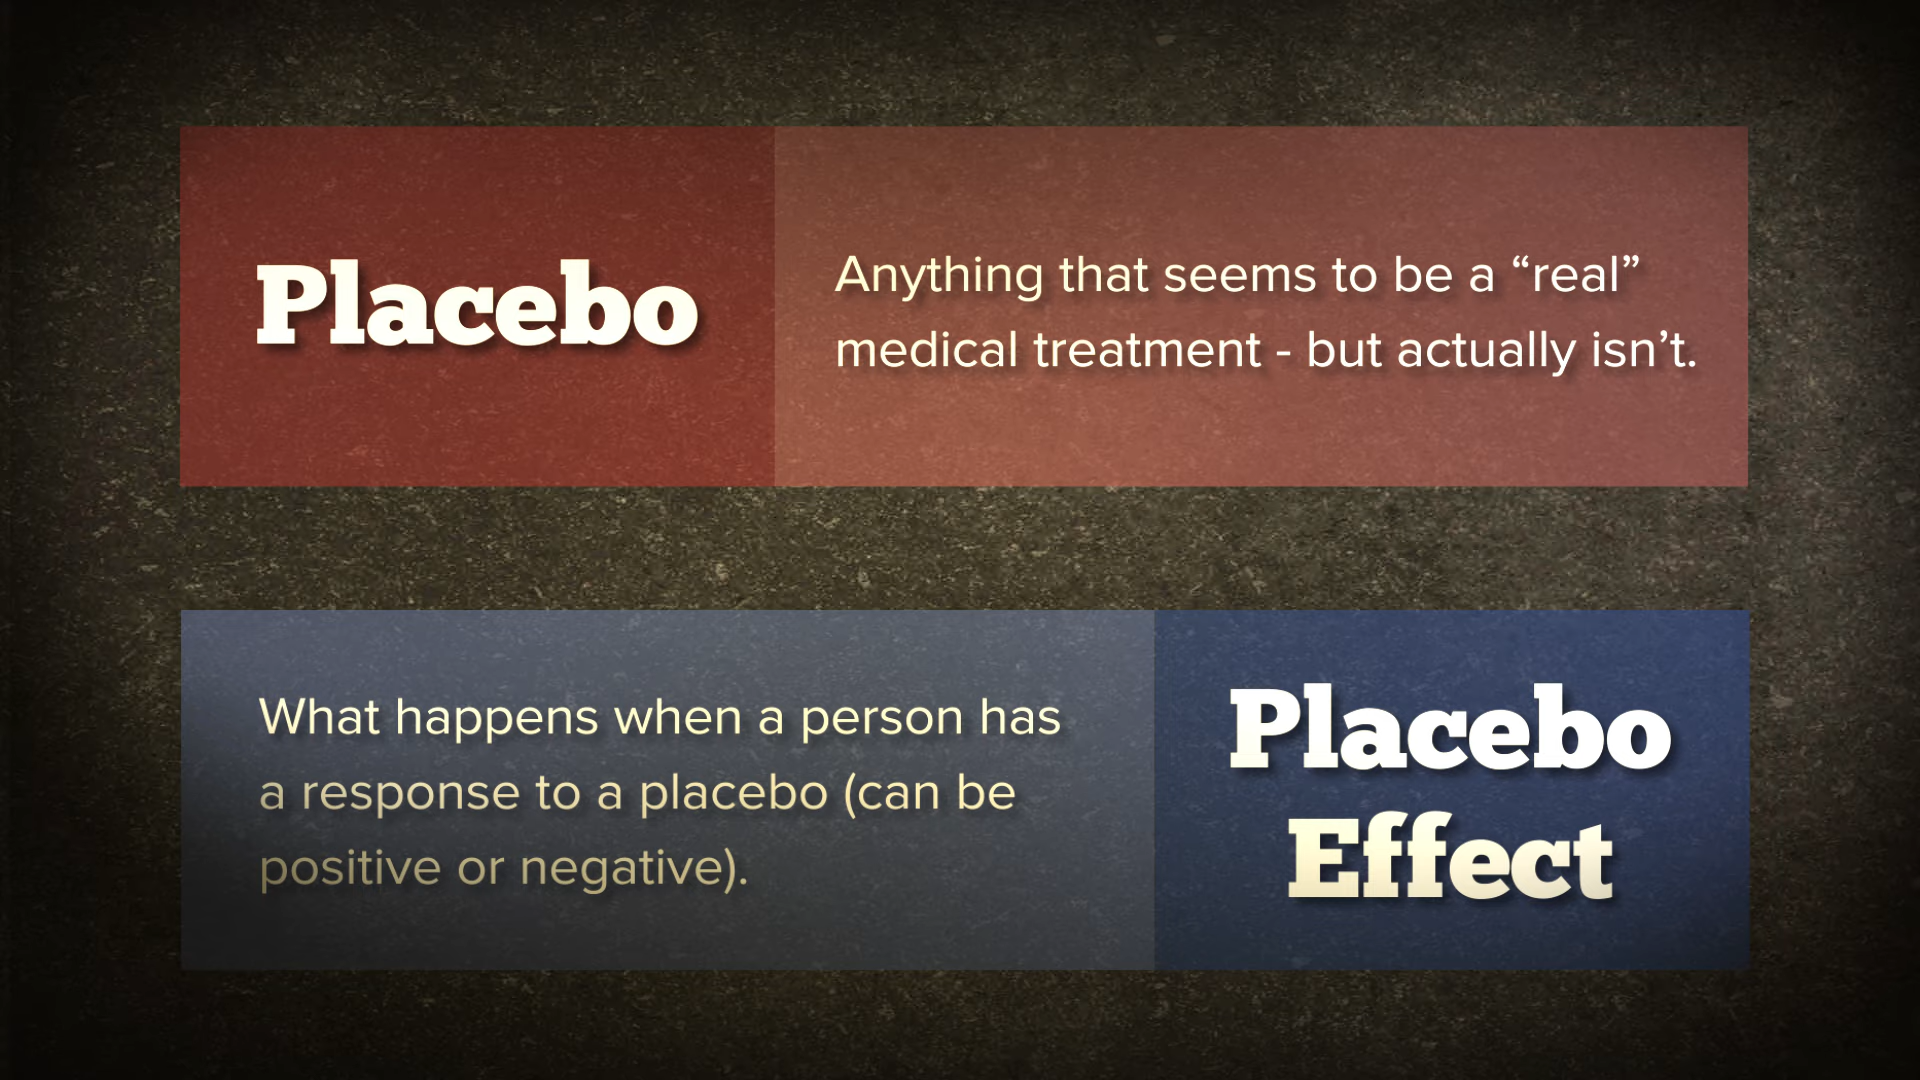 Placebo
Anything that seems to be a “real”
medical treatment - but actually isn’t.
What happens when a person has
a response to a placebo (can be
positive or negative).
Placebo
Effect